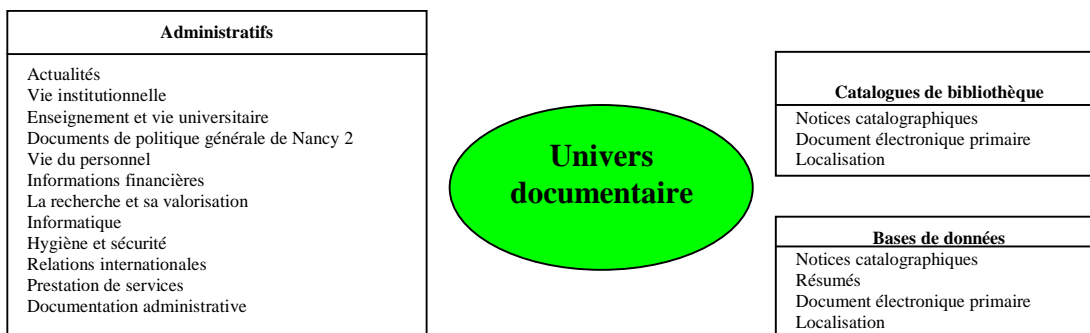 Administratifs
Actualités
Vie institutionnelle
Enseignement et vie universitaire
Documents de politique générale de Nancy 2
Vie du personnel
Informations financières
La recherche et sa valorisation
Informatique
Hygiène et sécurité
Relations internationales
Prestation de services
Documentation administrative
Univers
documentaire
Catalogues de bibliothèque
Notices catalographiques
Document électronique primaire
Localisation
Bases de données
Notices catalographiques
Résumés
Document électronique primaire
Localisation